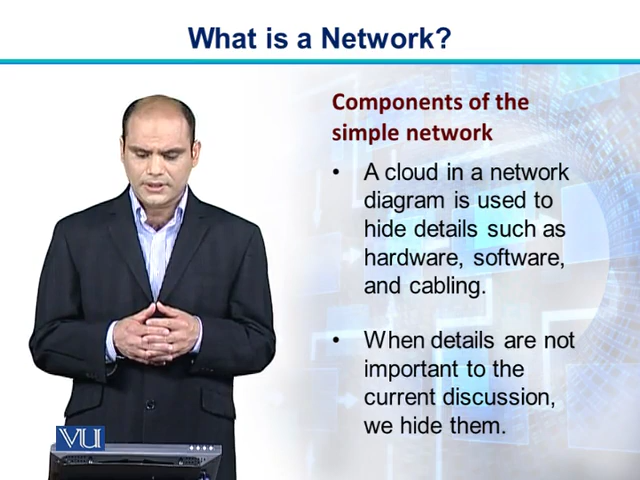 What is a Network?
Components of the
simple network
• A cloud in a network
diagram is used to
hide details such as
hardware, software,
and cabling.
• When details are not
important to the
current discussion,
we hide them.
VU